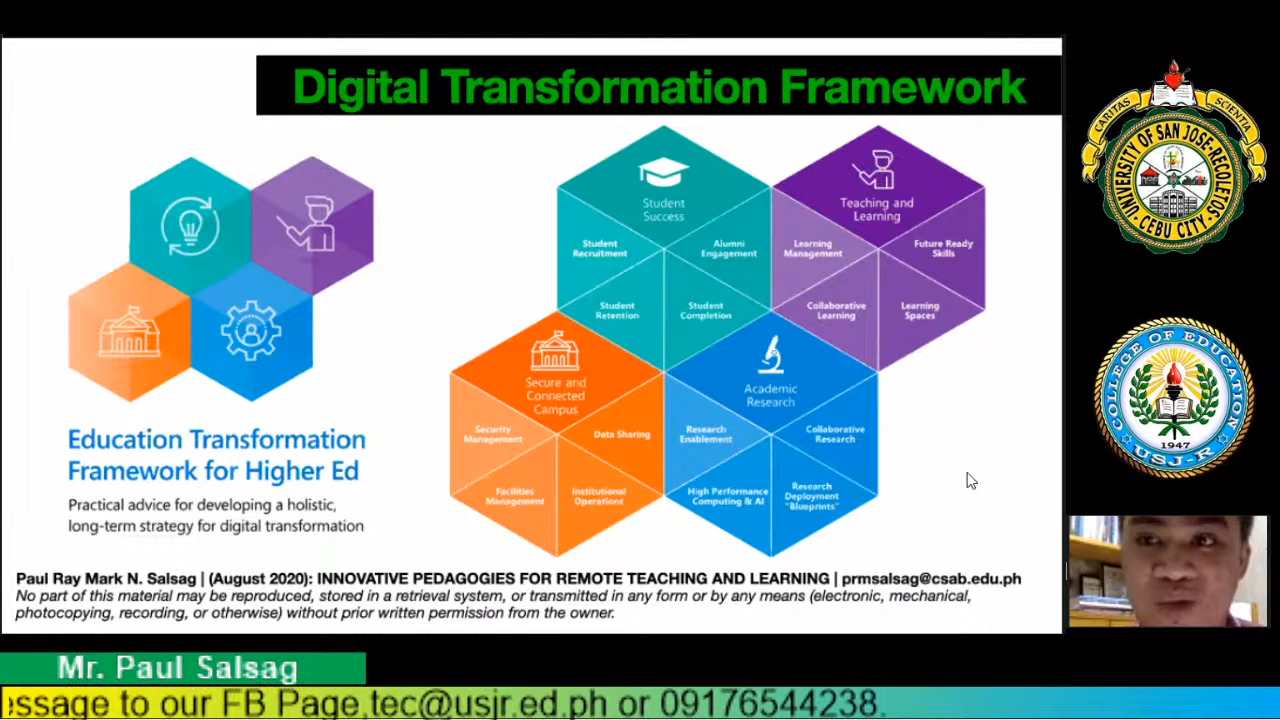 Digital Transformation Framework
Student
Success
Student
Recruitment
Alumni
Engagement
Student
Retention
Student
Completion
Teaching and
Learning
Learning
Management
Future Ready
Skills
Collaborative
Learning
Learning
Spaces
Secure and
Connected
Campus
Security
Management
Data Sharing
Facilities
Management
Institutional
Operations
Academic
Research
Research
Enablement
Collaborative
Research
High Performance
Computing & AI
Research
Deployment
"Blueprints"
Education Transformation
Framework for Higher Ed
Practical advice for developing a holistic,
long-term strategy for digital transformation
Paul Ray Mark N. Salsag | (August 2020): INNOVATIVE PEDAGOGIES FOR REMOTE TEACHING AND LEARNING | prmsalsag@csab.edu.ph
No part of this material may be reproduced, stored in a retrieval system, or transmitted in any form or by any means (electronic, mechanical,
photocopying, recording, or otherwise) without prior written permission from the owner.
CARITAS
SCIENTIA
UNIVERSITY OF SAN JOSE-RECOLETOS
CEBU CITY
COLLEGE OF EDUCATION
1947
USJ-R
Mr. Paul Salsag
essage to our FB Page,tec@usjr.ed.ph or 09176544238.